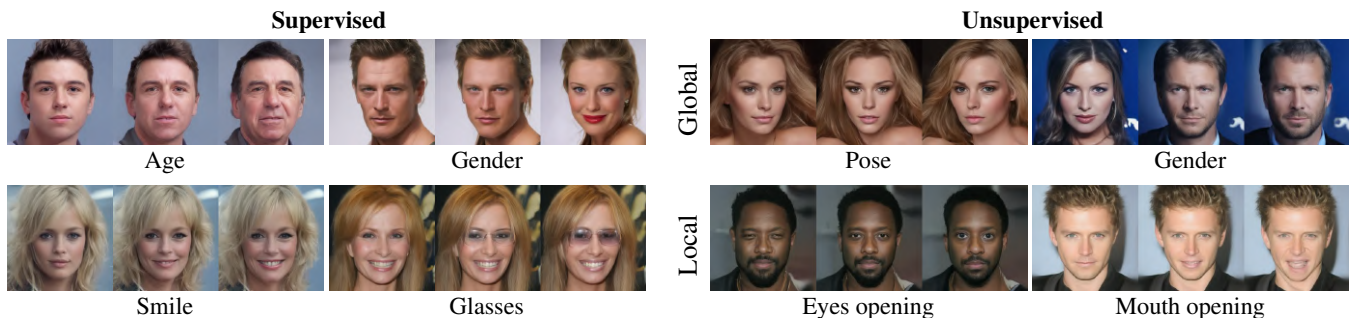 Supervised
Unsupervised
Global
Age
Gender
Pose
Gender
Local
Smile
Glasses
Eyes opening
Mouth opening